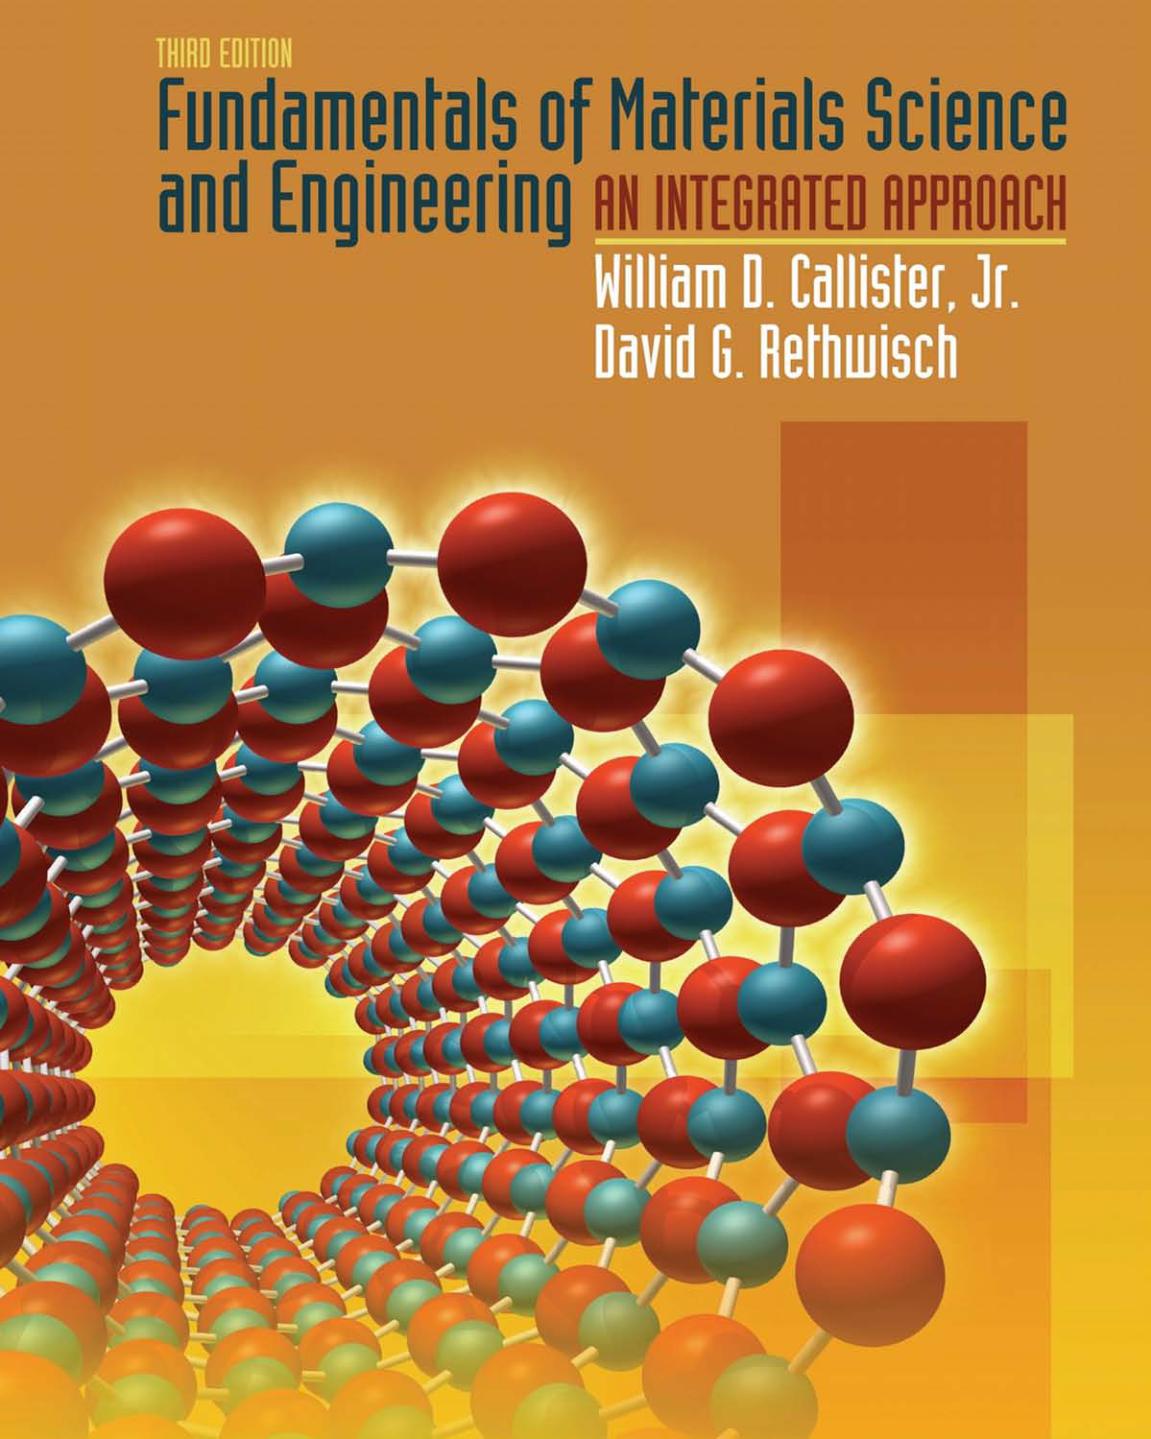 THIRD EDITION
Fundamentals of Materials Science
and Engineering AN INTEGRATED APPROACH
William D. Callister, Jr.
David G. Rethwisch